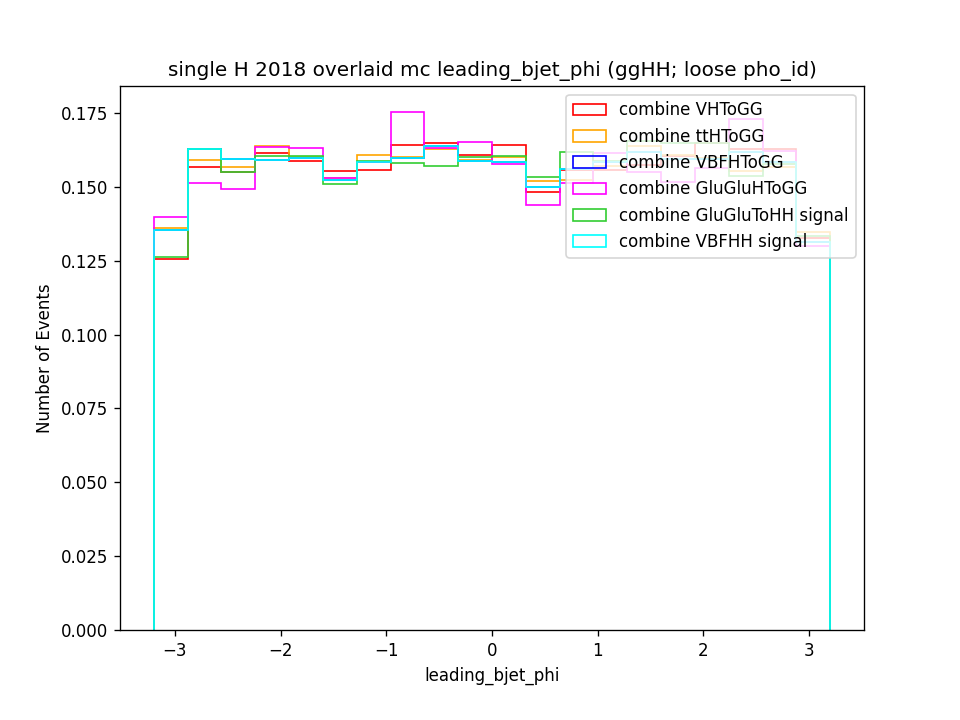 single H 2018 overlaid mc leading_bjet_phi (ggHH; loose pho_id)
0.175
0.150
0.125
0.100
0.075
0.050
0.025
0.000
Number of Events
combine VHToGG
combine ttHToGG
combine VBFHToGG
combine GluGluHToGG
combine GluGluToHH signal
combine VBFHH signal
−3 −2 −1 0 1 2 3
leading_bjet_phi